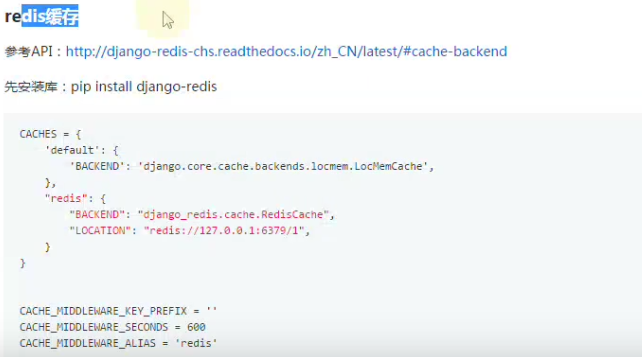 redis缓存
参考API：http://django-redis-chs.readthedocs.io/zh_CN/latest/#cache-backend
先安装库：pip install django-redis
CACHES = {
    'default': {
        'BACKEND': 'django.core.cache.backends.locmem.LocMemCache',
    },
    "redis": {
        "BACKEND": "django_redis.cache.RedisCache",
        "LOCATION": "redis://127.0.0.1:6379/1",
    }
}
CACHE_MIDDLEWARE_KEY_PREFIX = ''
CACHE_MIDDLEWARE_SECONDS = 600
CACHE_MIDDLEWARE_ALIAS = 'redis'